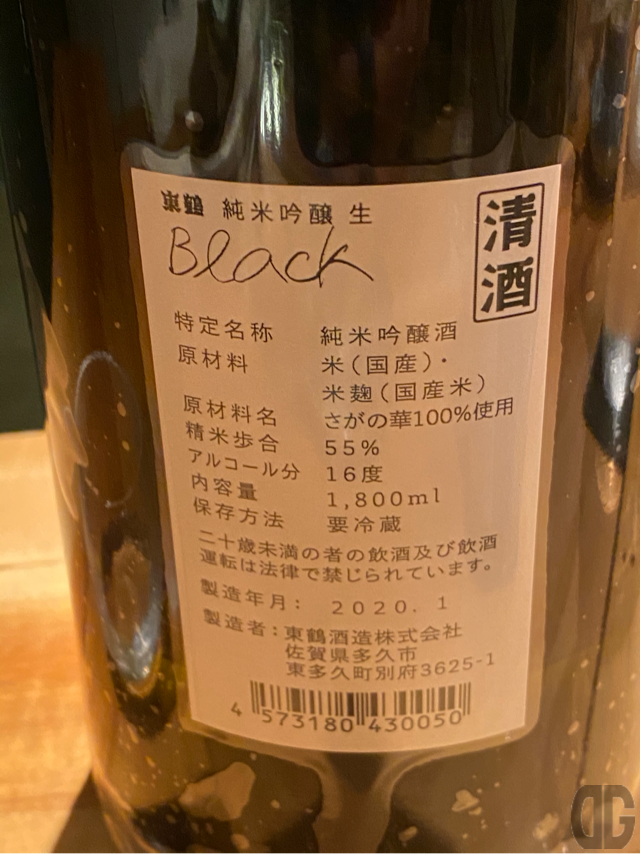 東鶴 純米吟醸 生
Black
清酒
特定名称 純米吟醸酒
原材料 米(国産)・
米麹(国産米)
原材料名 さがの華100%使用
精米歩合 55%
アルコール分 16度
内容量 1,800ml
保存方法 要冷蔵
二十歳未満の者の飲酒及び飲酒
運転は法律で禁じられています。
製造年月: 2020.1
製造者:東鶴酒造株式会社
佐賀県多久市
東多久町別府3625-1
4 573180 430050
DG